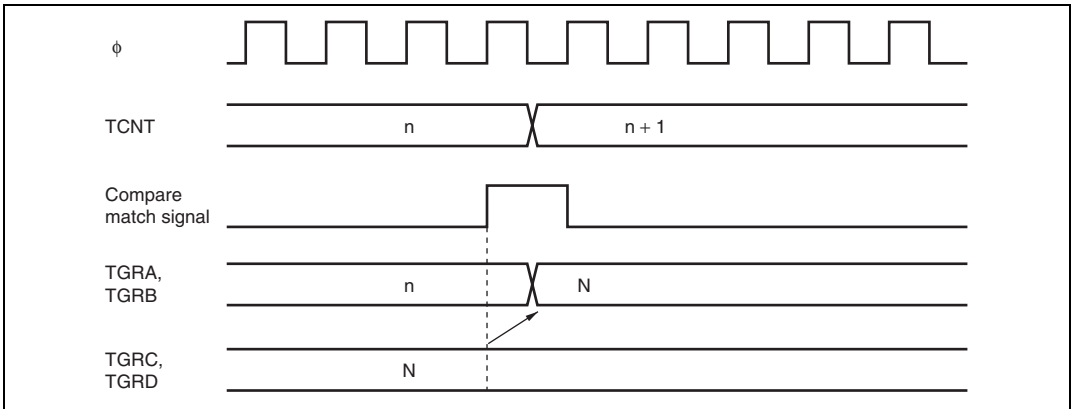 ϕ
TCNT
n
n + 1
Compare
match signal
TGRA,
TGRB
n
N
TGRC,
TGRD
N